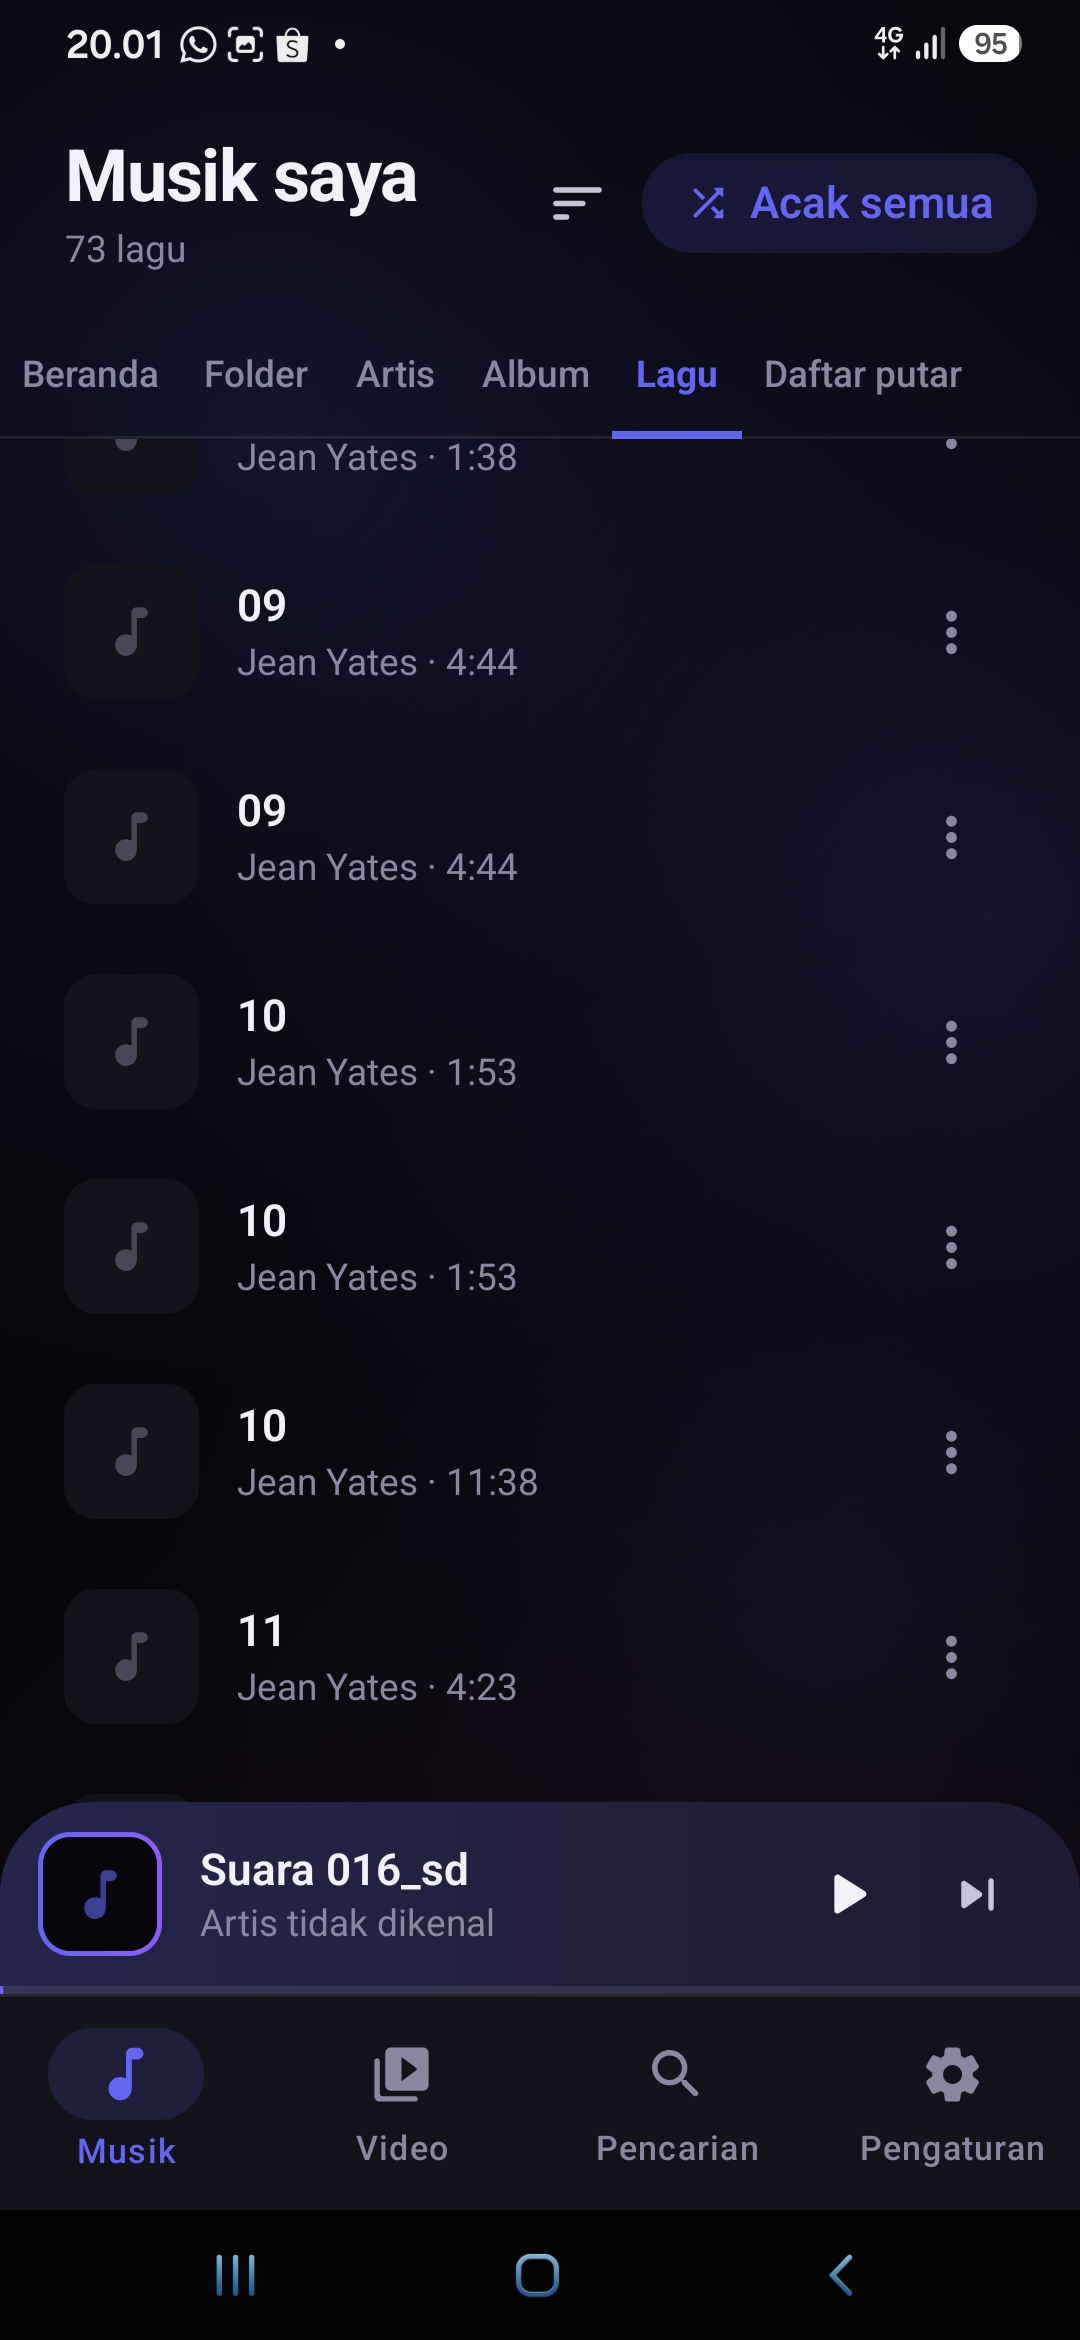 20.01
4G
95
Musik saya
73 lagu
Acak semua
Beranda Folder Artis Album Lagu Daftar putar
Jean Yates · 1:38
09
Jean Yates · 4:44
09
Jean Yates · 4:44
10
Jean Yates · 1:53
10
Jean Yates · 1:53
10
Jean Yates · 11:38
11
Jean Yates · 4:23
Suara 016_sd
Artis tidak dikenal
Musik Video Pencarian Pengaturan